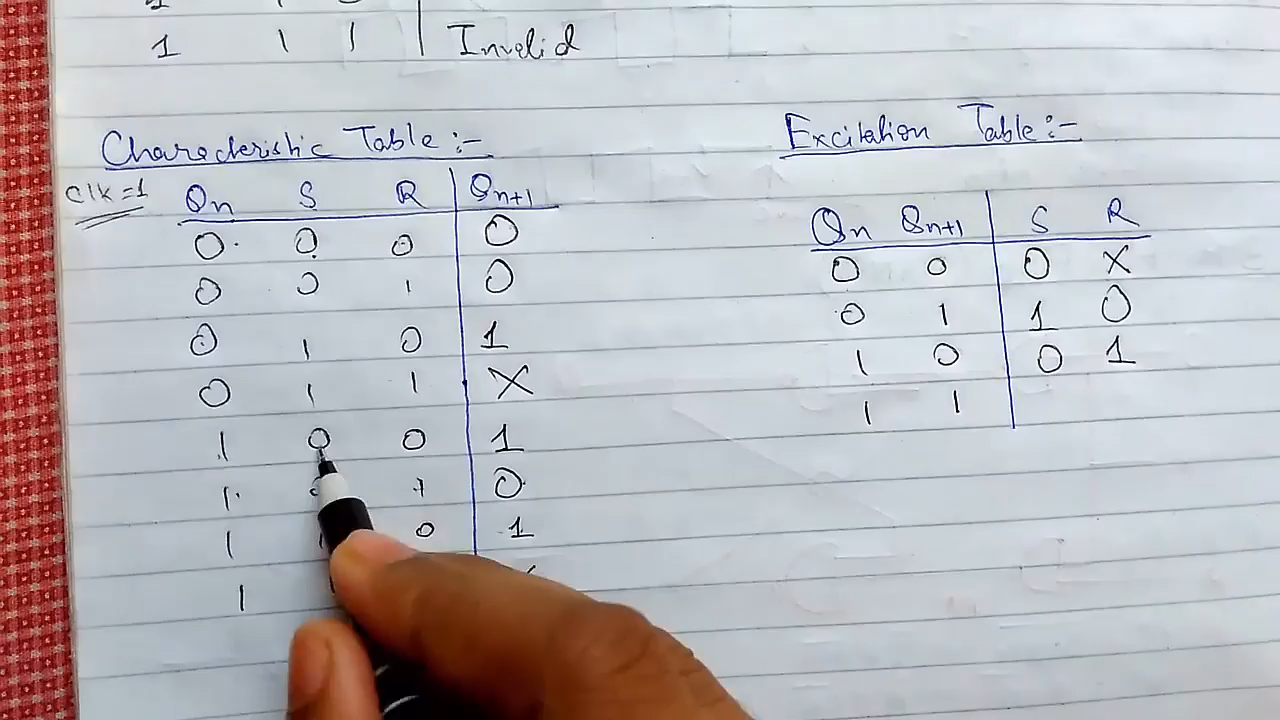 1 1 1 Invalid
Characteristic Table :-
Clk=1
Qn S R Qn+1
0 0 0 0
0 0 1 0
0 1 0 1
0 1 1 X
1 0 0 1
1 1 0
1 0 1
1
Excitation Table :-
Qn Qn+1 S R
0 0 0 X
0 1 1 0
1 0 0 1
1 1